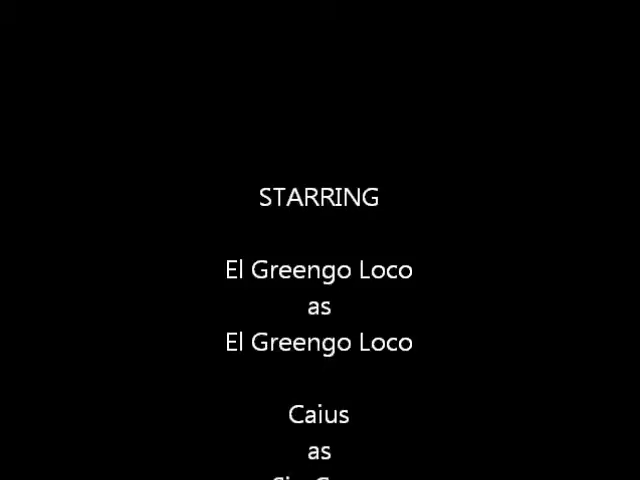 STARRING
El Greengo Loco
as
El Greengo Loco
Caius
as